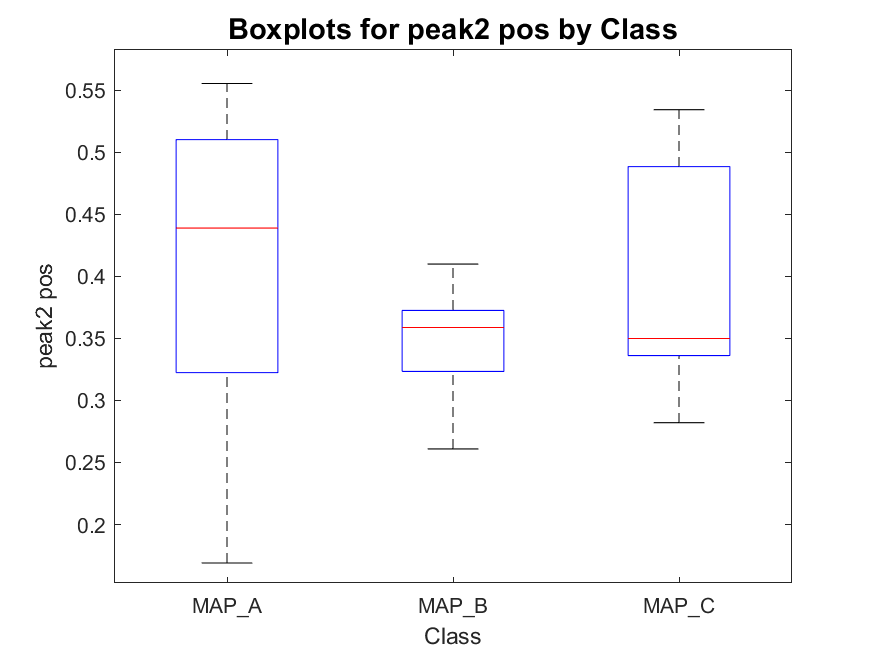 Boxplots for peak2 pos by Class
peak2 pos
0.55
0.5
0.45
0.4
0.35
0.3
0.25
0.2
MAP_A MAP_B MAP_C
Class